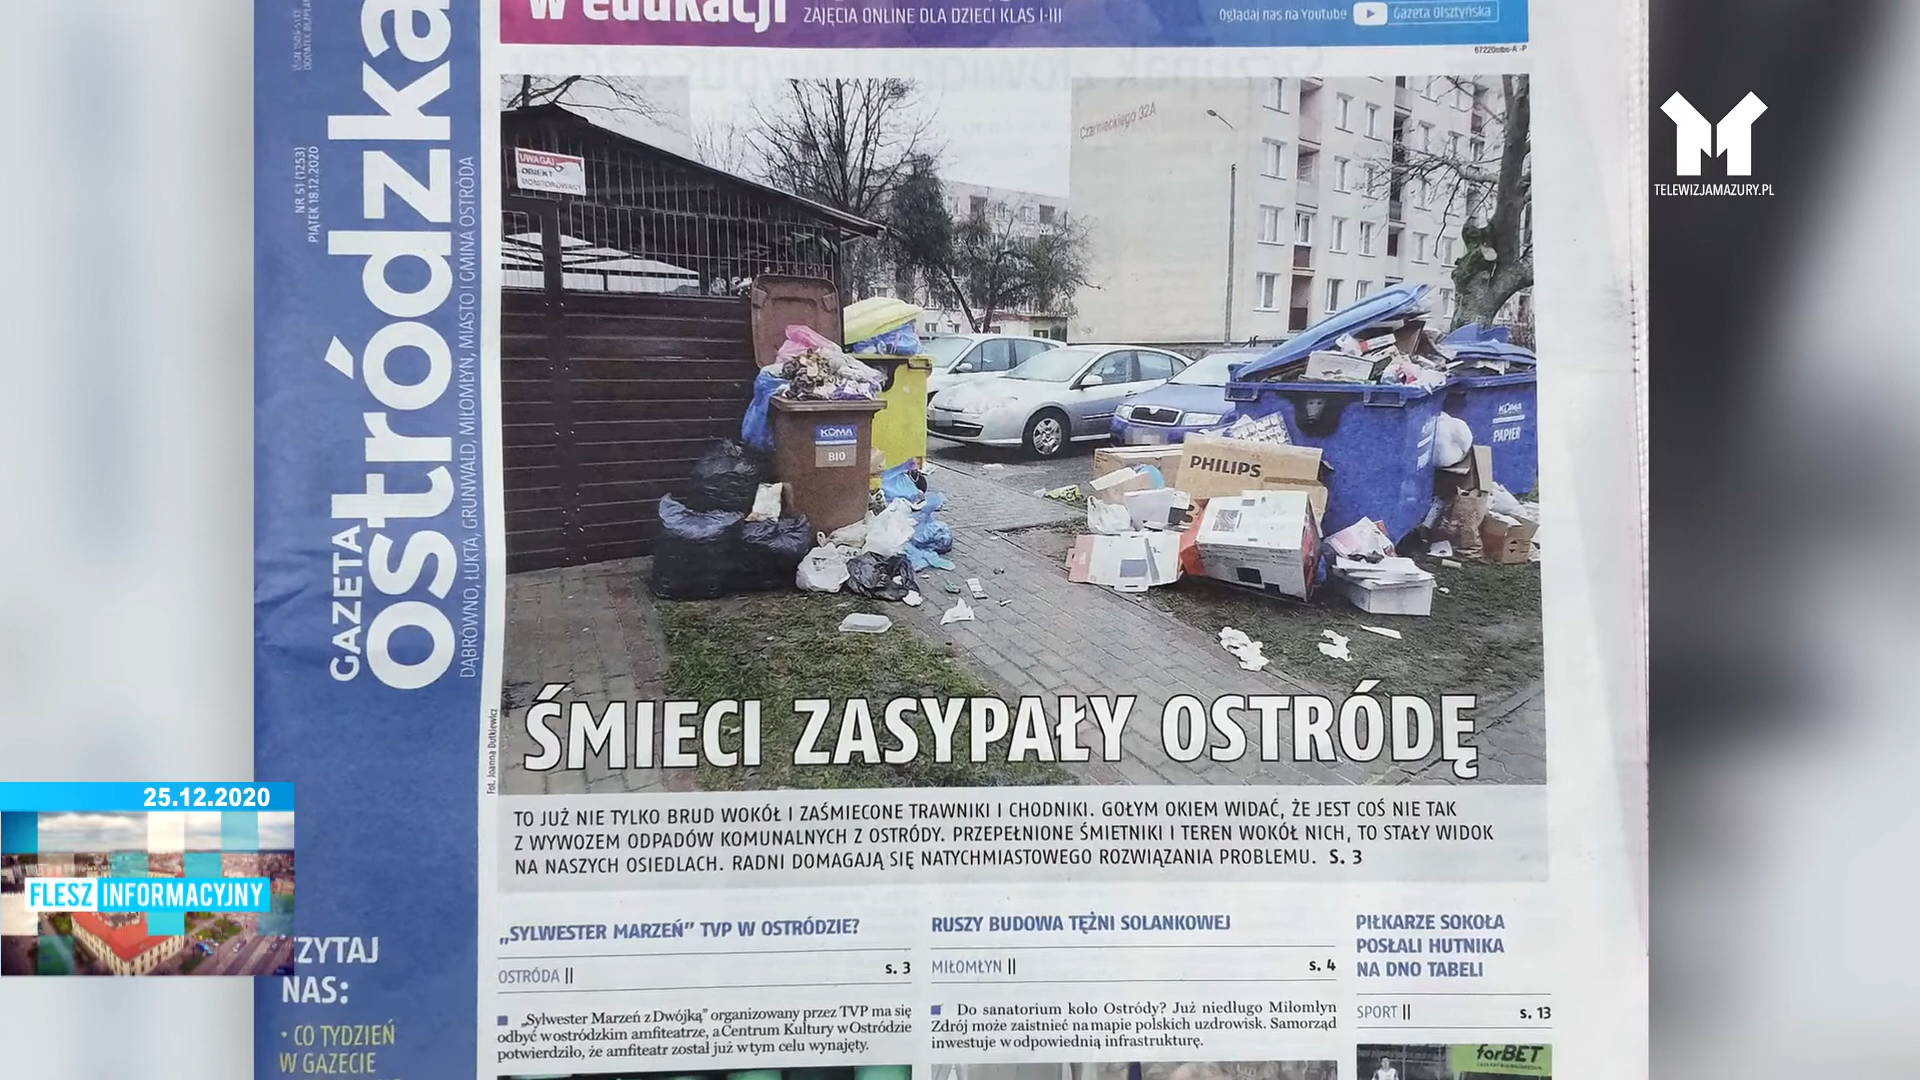 w edukacji
ZAJĘCIA ONLINE DLA DZIECI KLAS I-III
Oglądaj nas na Youtube
Gazeta Olsztyńska
NR 51 (1253)
PIĄTEK 18.12.2020
GAZETA
ostródzka
DĄBRÓWNO, ŁUKTA, GRUNWALD, MIŁOMŁYN, MIASTO I GMINA OSTRÓDA
TELEWIZJAMAZURY.PL
Czarnieckiego 32A
UWAGA!
OBIEKT
MONITOROWANY
KOMA
BIO
PHILIPS
KOMA
PAPIER
Fot. Joanna Dutkiewicz
ŚMIECI ZASYPAŁY OSTRÓDĘ
TO JUŻ NIE TYLKO BRUD WOKÓŁ I ZAŚMIECONE TRAWNIKI I CHODNIKI. GOŁYM OKIEM WIDAĆ, ŻE JEST COŚ NIE TAK
Z WYWOZEM ODPADÓW KOMUNALNYCH Z OSTRÓDY. PRZEPEŁNIONE ŚMIETNIKI I TEREN WOKÓŁ NICH, TO STAŁY WIDOK
NA NASZYCH OSIEDLACH. RADNI DOMAGAJĄ SIĘ NATYCHMIASTOWEGO ROZWIĄZANIA PROBLEMU. S. 3
25.12.2020
FLESZ INFORMACYJNY
CZYTAJ
NAS:
• CO TYDZIEŃ
W GAZECIE
„SYLWESTER MARZEŃ” TVP W OSTRÓDZIE?
OSTRÓDA || s. 3
„Sylwester Marzeń z Dwójką” organizowany przez TVP ma się
odbyć w ostródzkim amfiteatrze, a Centrum Kultury w Ostródzie
potwierdziło, że amfiteatr został już w tym celu wynajęty.
RUSZY BUDOWA TĘŻNI SOLANKOWEJ
MIŁOMŁYN || s. 4
Do sanatorium koło Ostródy? Już niedługo Miłomłyn
Zdrój może zaistnieć na mapie polskich uzdrowisk. Samorząd
inwestuje w odpowiednią infrastrukturę.
PIŁKARZE SOKOŁA
POSŁALI HUTNIKA
NA DNO TABELI
SPORT || s. 13
forBET